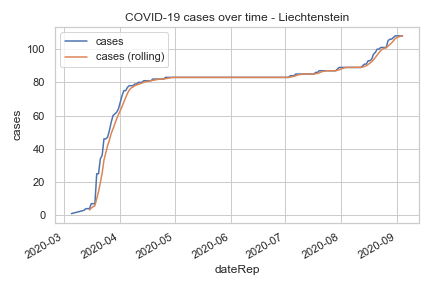 COVID-19 cases over time - Liechtenstein
cases
cases (rolling)
100
80
60
40
20
0
cases
2020-03
2020-04
2020-05
2020-06
2020-07
2020-08
2020-09
dateRep